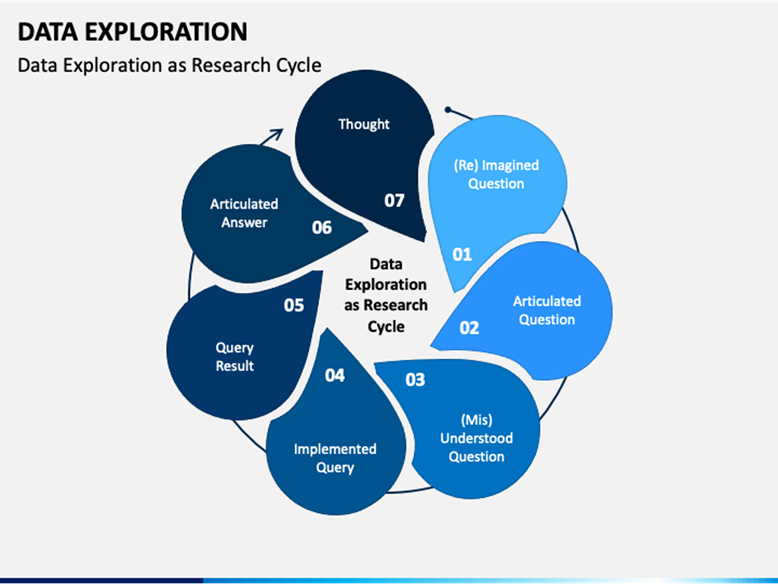 DATA EXPLORATION
Data Exploration as Research Cycle
Thought
07
(Re) Imagined
Question
01
Articulated
Question
02
(Mis)
Understood
Question
03
Implemented
Query
04
Query
Result
05
Articulated
Answer
06
Data
Exploration
as Research
Cycle